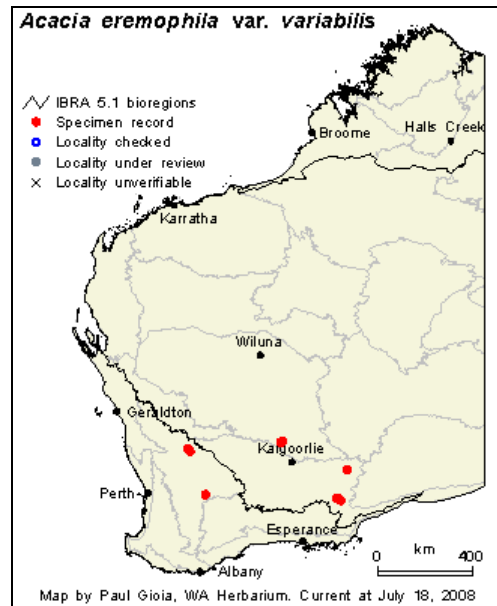 Acacia eremophila var. variabilis
IBRA 5.1 bioregions
Specimen record
Locality checked
Locality under review
Locality unverifiable
Broome
Halls Creek
Karratha
Wiluna
Geraldton
Kalgoorlie
Perth
Esperance
Albany
km
0 400
Map by Paul Gioia, WA Herbarium. Current at July 18, 2008